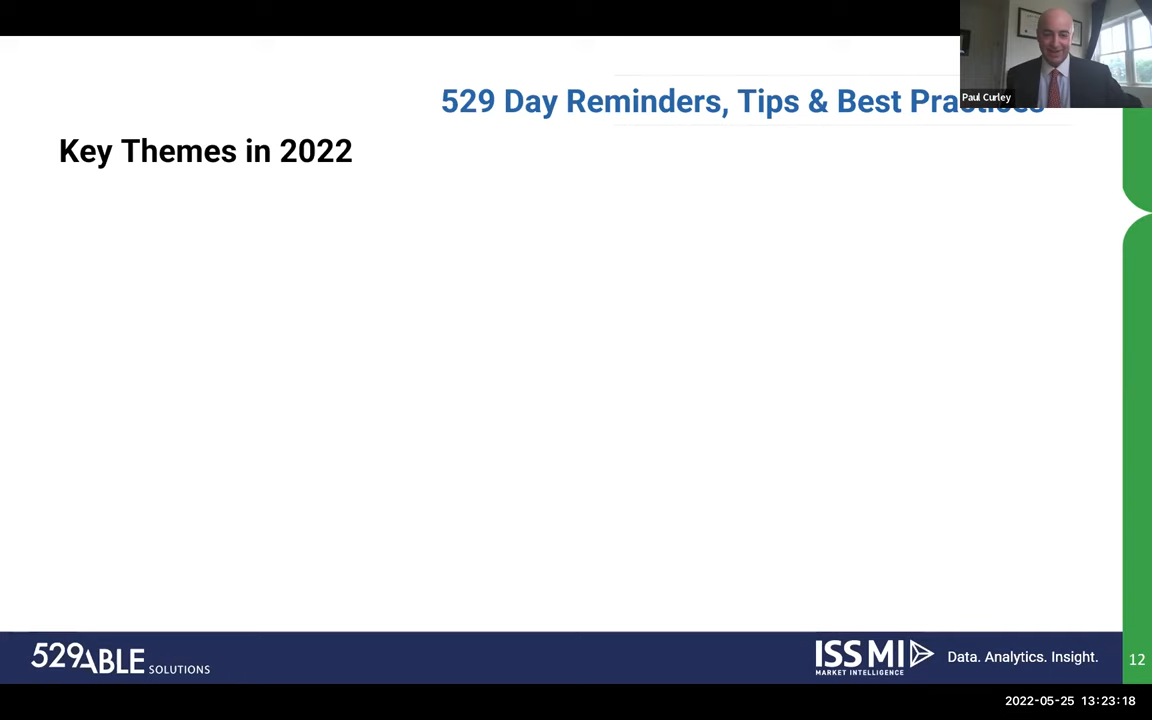 529 Day Reminders, Tips & Best Practices
Paul Curley
Key Themes in 2022
529ABLE SOLUTIONS
ISS MI
MARKET INTELLIGENCE
Data. Analytics. Insight.
12
2022-05-25 13:23:18